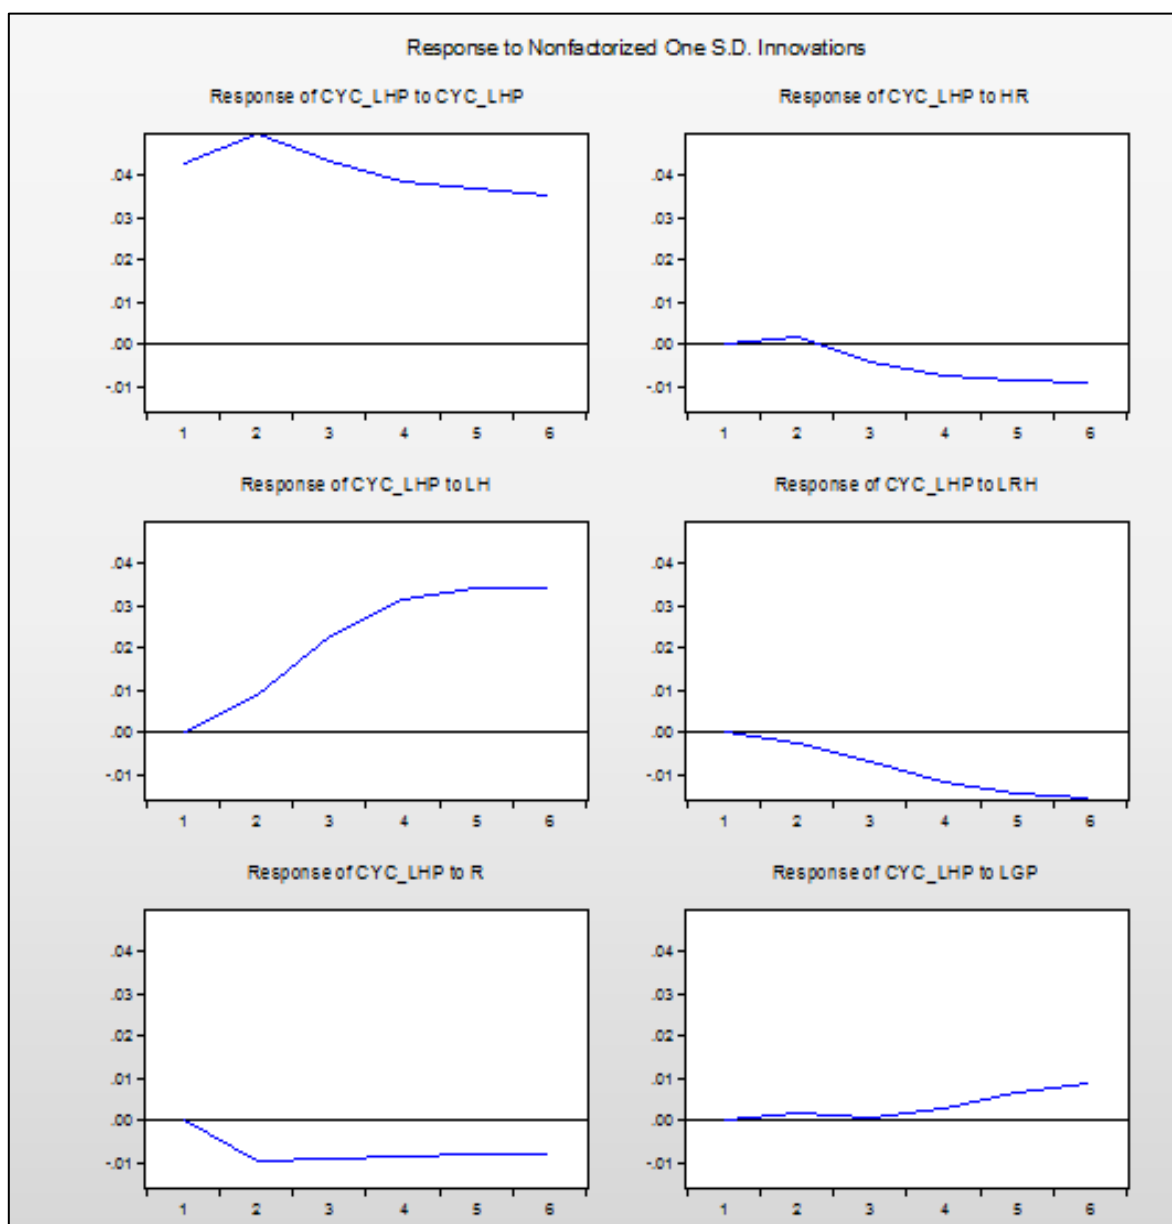 Response to Nonfactorized One S.D. Innovations
Response of CYC_LHP to CYC_LHP
.04
.03
.02
.01
.00
-.01
1 2 3 4 5 6
Response of CYC_LHP to HR
.04
.03
.02
.01
.00
-.01
1 2 3 4 5 6
Response of CYC_LHP to LH
.04
.03
.02
.01
.00
-.01
1 2 3 4 5 6
Response of CYC_LHP to LRH
.04
.03
.02
.01
.00
-.01
1 2 3 4 5 6
Response of CYC_LHP to R
.04
.03
.02
.01
.00
-.01
1 2 3 4 5 6
Response of CYC_LHP to LGP
.04
.03
.02
.01
.00
-.01
1 2 3 4 5 6